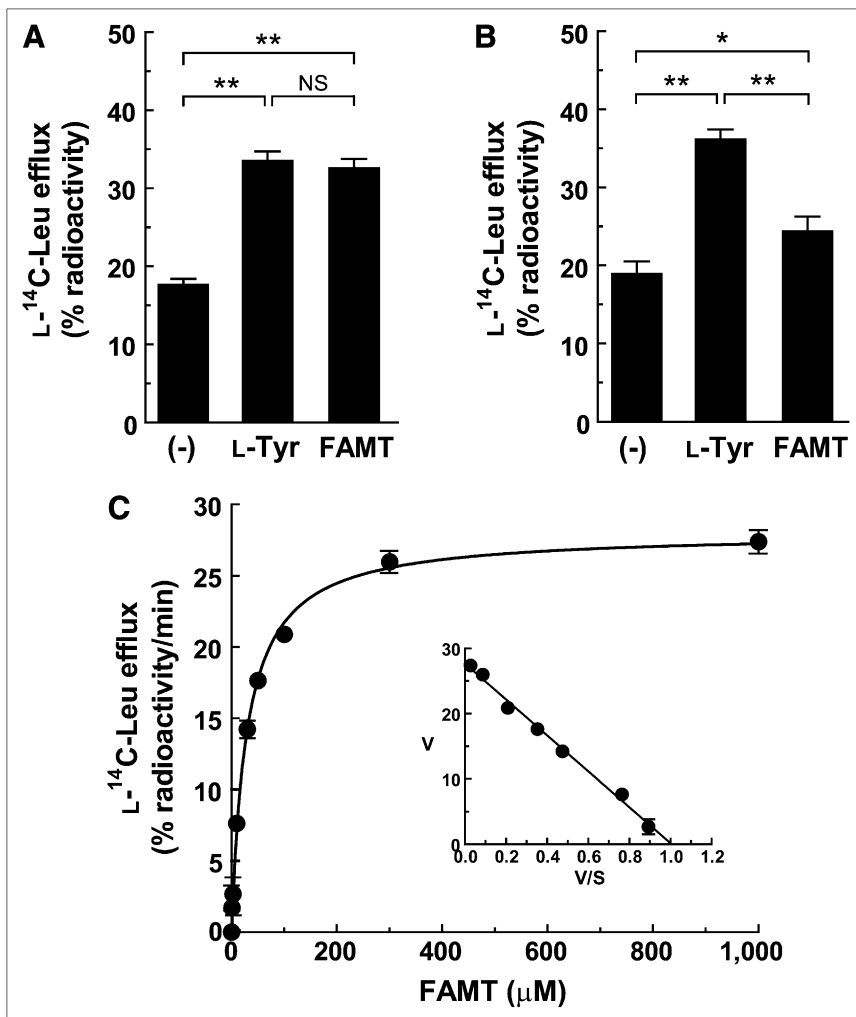 A
B
**
**
NS
*
**
**
50
40
30
20
10
0
L-¹⁴C-Leu efflux
(% radioactivity)
(-) L-Tyr FAMT
50
40
30
20
10
0
L-¹⁴C-Leu efflux
(% radioactivity)
(-) L-Tyr FAMT
C
30
25
20
15
10
5
0
L-¹⁴C-Leu efflux
(% radioactivity/min)
0 200 400 600 800 1,000
FAMT (μM)
30
20
10
0
V
0.0 0.2 0.4 0.6 0.8 1.0 1.2
V/S